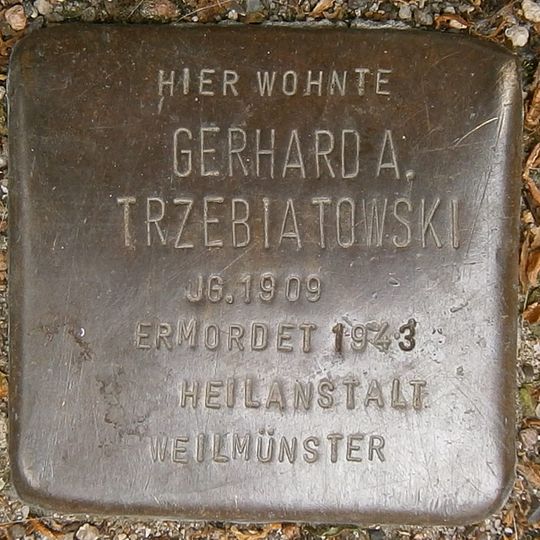 HIER WOHNTE
GERHARD A.
TRZEBIATOWSKI
JG. 1909
ERMORDET 1943
HEILANSTALT
WEILMÜNSTER